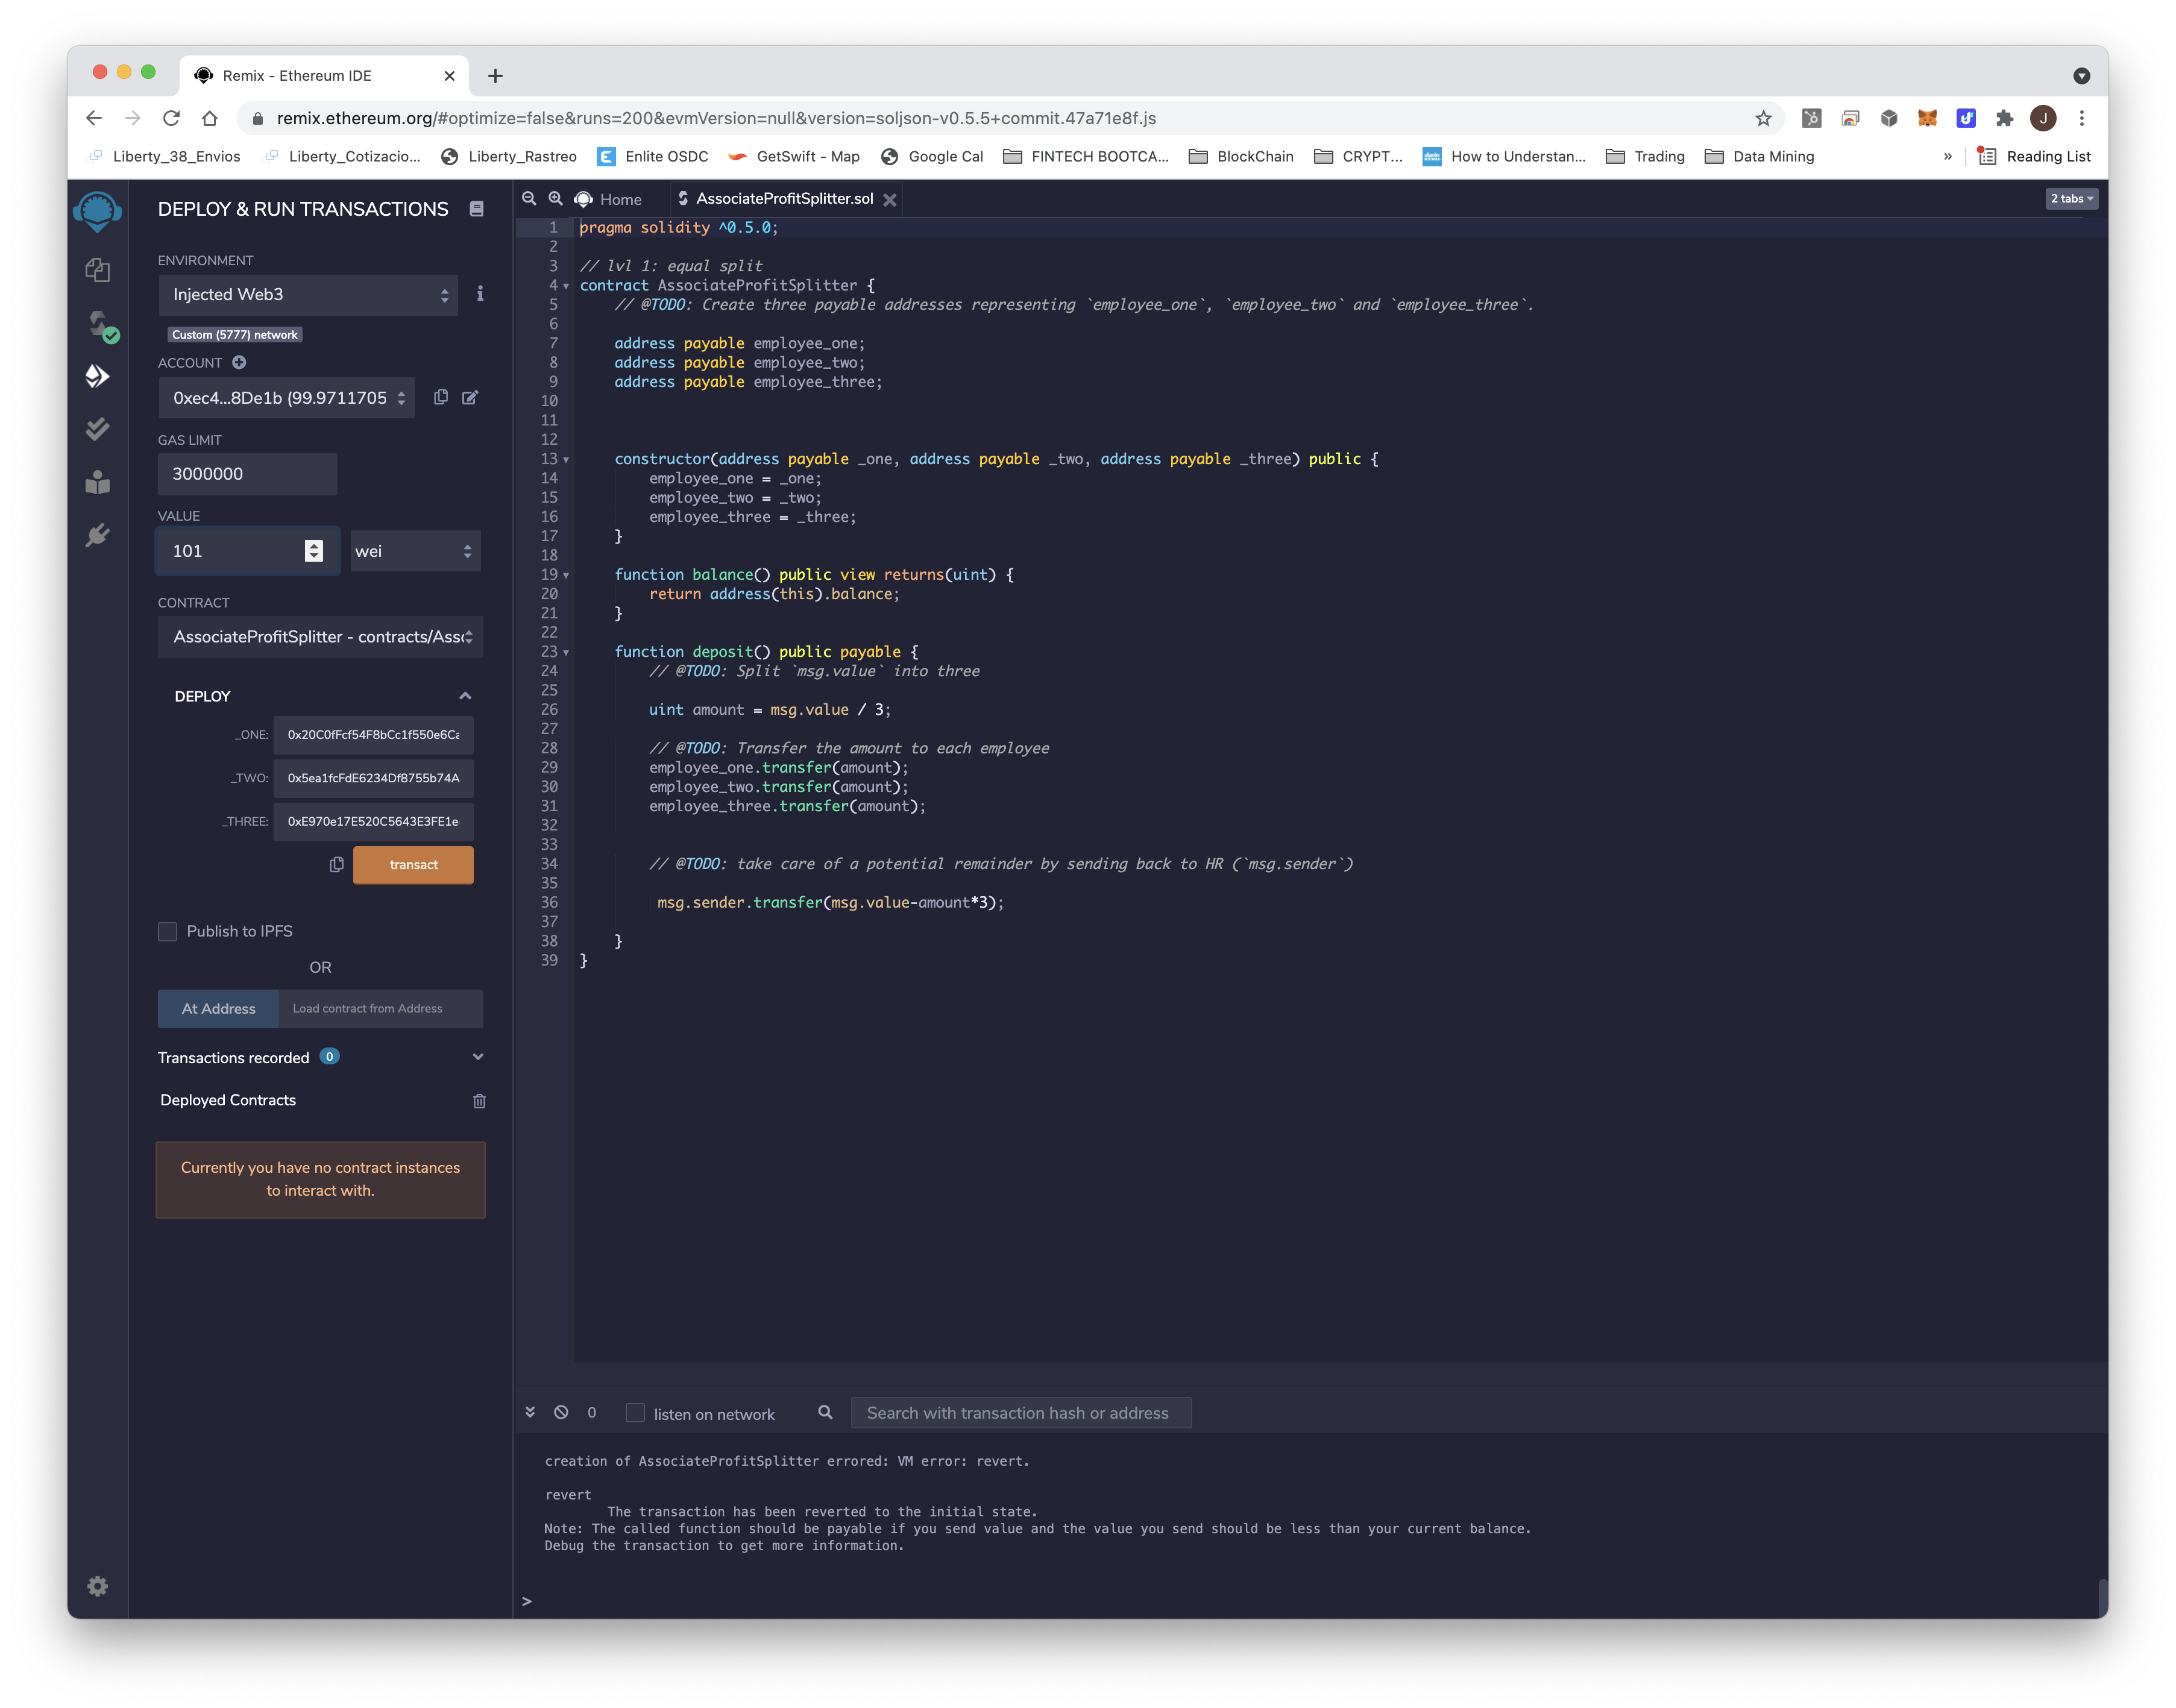 Remix - Ethereum IDE
remix.ethereum.org/#optimize=false&runs=200&evmVersion=null&version=soljson-v0.5.5+commit.47a71e8f.js
J
Liberty_38_Envios
Liberty_Cotizacio...
Liberty_Rastreo
Enlite OSDC
GetSwift - Map
Google Cal
FINTECH BOOTCA...
BlockChain
CRYPT...
How to Understan...
Trading
Data Mining
»
Reading List
DEPLOY & RUN TRANSACTIONS
ENVIRONMENT
Injected Web3
Custom (5777) network
ACCOUNT
0xec4...8De1b (99.9711705
GAS LIMIT
3000000
VALUE
101
wei
CONTRACT
AssociateProfitSplitter - contracts/Asso
DEPLOY
_ONE: 0x20C0fFcf54F8bCc1f550e6Ca
_TWO: 0x5ea1fcFdE6234Df8755b74A
_THREE: 0xE970e17E520C5643E3FE1e
transact
Publish to IPFS
OR
At Address
Load contract from Address
Transactions recorded 0
Deployed Contracts
Currently you have no contract instances
to interact with.
Home
AssociateProfitSplitter.sol
2 tabs
1 pragma solidity ^0.5.0;
2
3 // lvl 1: equal split
4 contract AssociateProfitSplitter {
5 // @TODO: Create three payable addresses representing `employee_one`, `employee_two` and `employee_three`.
6
7 address payable employee_one;
8 address payable employee_two;
9 address payable employee_three;
10
11
12
13 constructor(address payable _one, address payable _two, address payable _three) public {
14 employee_one = _one;
15 employee_two = _two;
16 employee_three = _three;
17 }
18
19 function balance() public view returns(uint) {
20 return address(this).balance;
21 }
22
23 function deposit() public payable {
24 // @TODO: Split `msg.value` into three
25
26 uint amount = msg.value / 3;
27
28 // @TODO: Transfer the amount to each employee
29 employee_one.transfer(amount);
30 employee_two.transfer(amount);
31 employee_three.transfer(amount);
32
33
34 // @TODO: take care of a potential remainder by sending back to HR (`msg.sender`)
35
36 msg.sender.transfer(msg.value-amount*3);
37
38 }
39 }
0
listen on network
Search with transaction hash or address
creation of AssociateProfitSplitter errored: VM error: revert.
revert
The transaction has been reverted to the initial state.
Note: The called function should be payable if you send value and the value you send should be less than your current balance.
Debug the transaction to get more information.
>